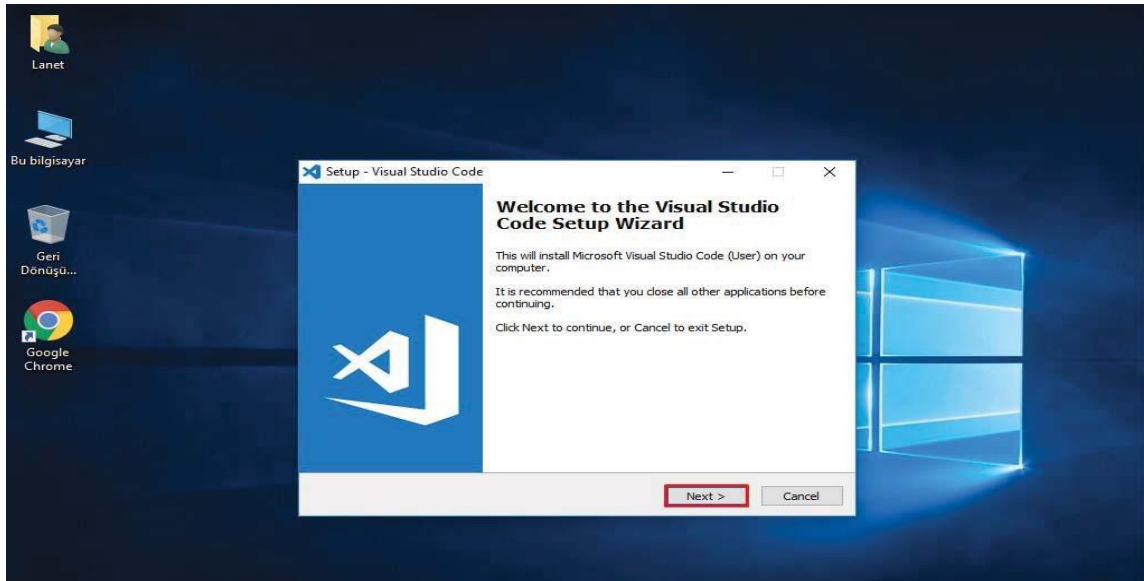 Lanet
Bu bilgisayar
Geri
Dönüşü...
Google
Chrome
Setup - Visual Studio Code
Welcome to the Visual Studio
Code Setup Wizard
This will install Microsoft Visual Studio Code (User) on your
computer.
It is recommended that you close all other applications before
continuing.
Click Next to continue, or Cancel to exit Setup.
Next >
Cancel